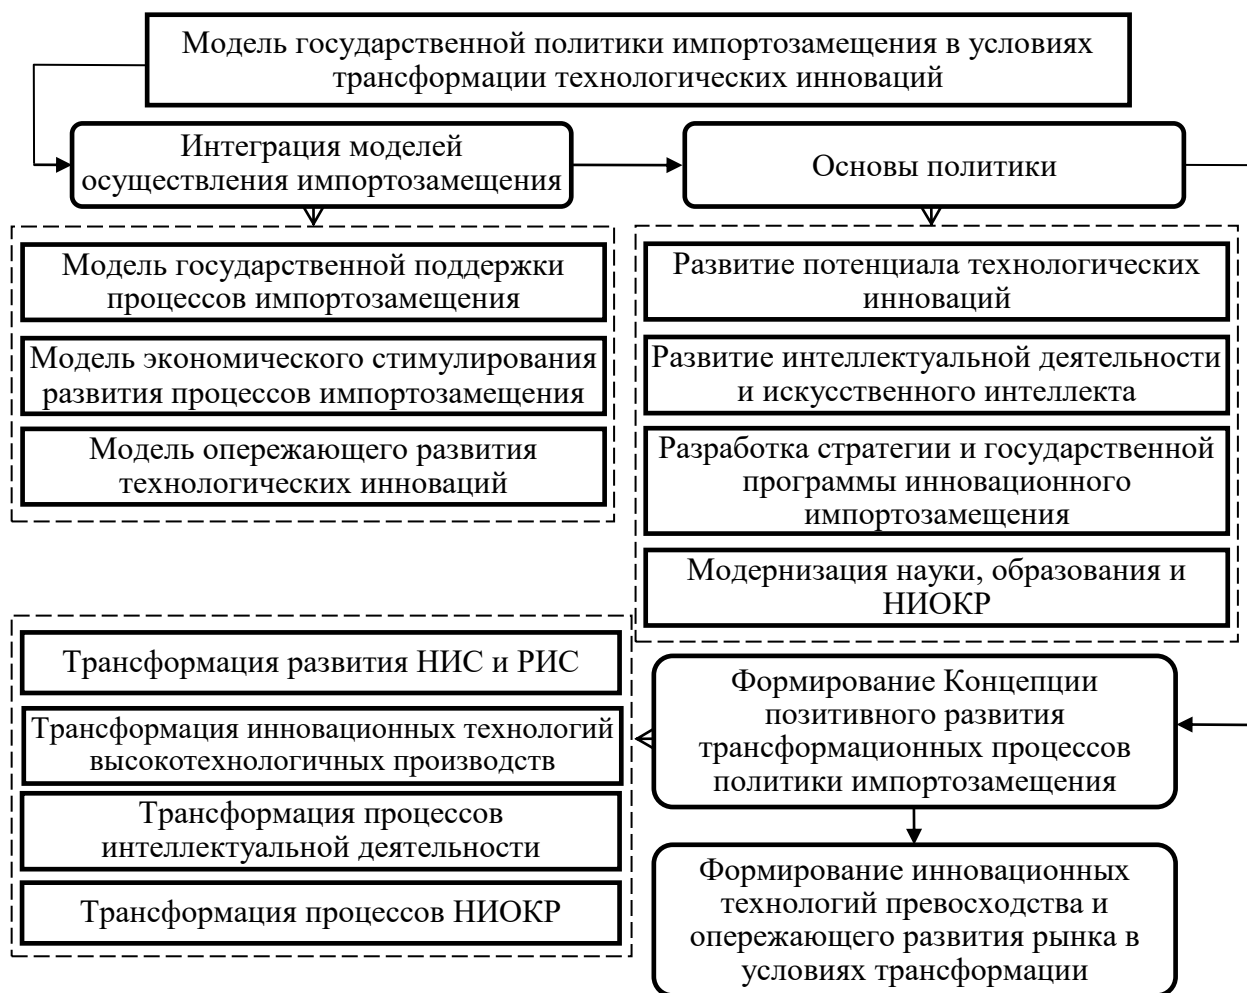 Модель государственной политики импортозамещения в условиях
трансформации технологических инноваций
Интеграция моделей
осуществления импортозамещения
Основы политики
Модель государственной поддержки
процессов импортозамещения
Модель экономического стимулирования
развития процессов импортозамещения
Модель опережающего развития
технологических инноваций
Развитие потенциала технологических
инноваций
Развитие интеллектуальной деятельности
и искусственного интеллекта
Разработка стратегии и государственной
программы инновационного
импортозамещения
Модернизация науки, образования и
НИОКР
Трансформация развития НИС и РИС
Трансформация инновационных технологий
высокотехнологичных производств
Трансформация процессов
интеллектуальной деятельности
Трансформация процессов НИОКР
Формирование Концепции
позитивного развития
трансформационных процессов
политики импортозамещения
Формирование инновационных
технологий превосходства и
опережающего развития рынка в
условиях трансформации